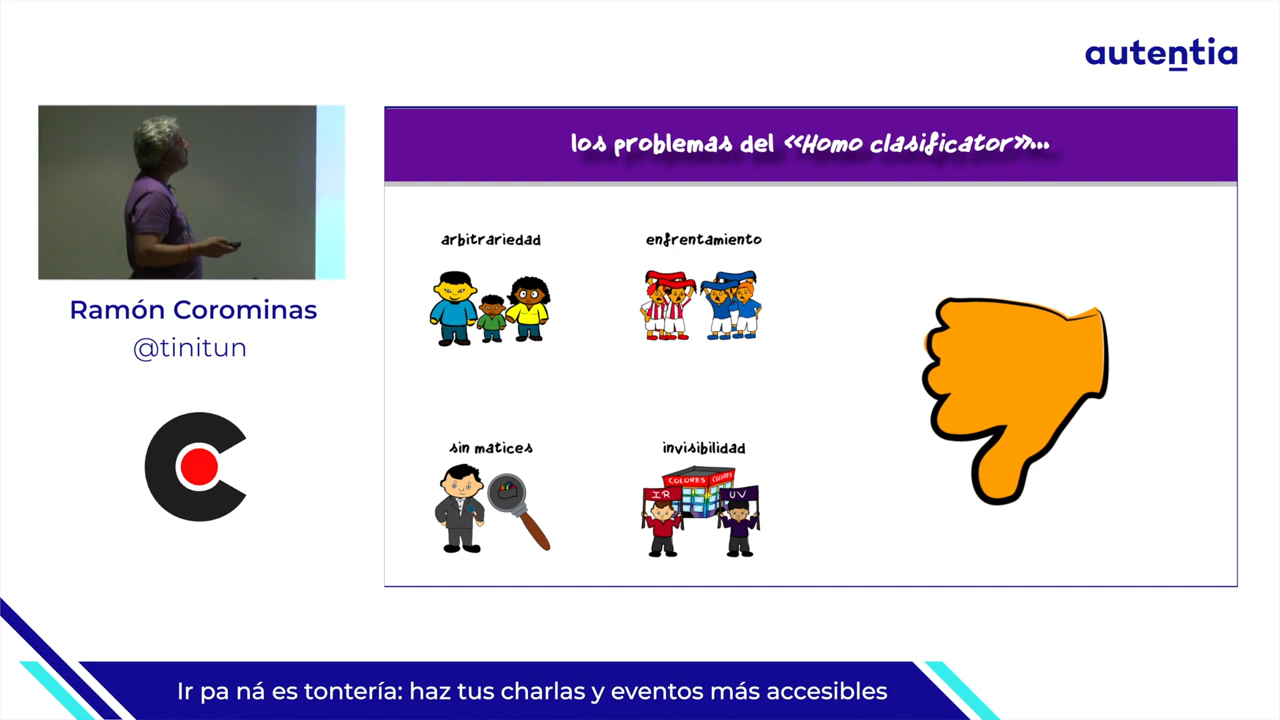 autentia
los problemas del «Homo clasificator»...
arbitrariedad
enfrentamiento
Ramón Corominas
@tinitun
sin matices
invisibilidad
COLORES COLORES
IR
UV
Ir pa ná es tontería: haz tus charlas y eventos más accesibles